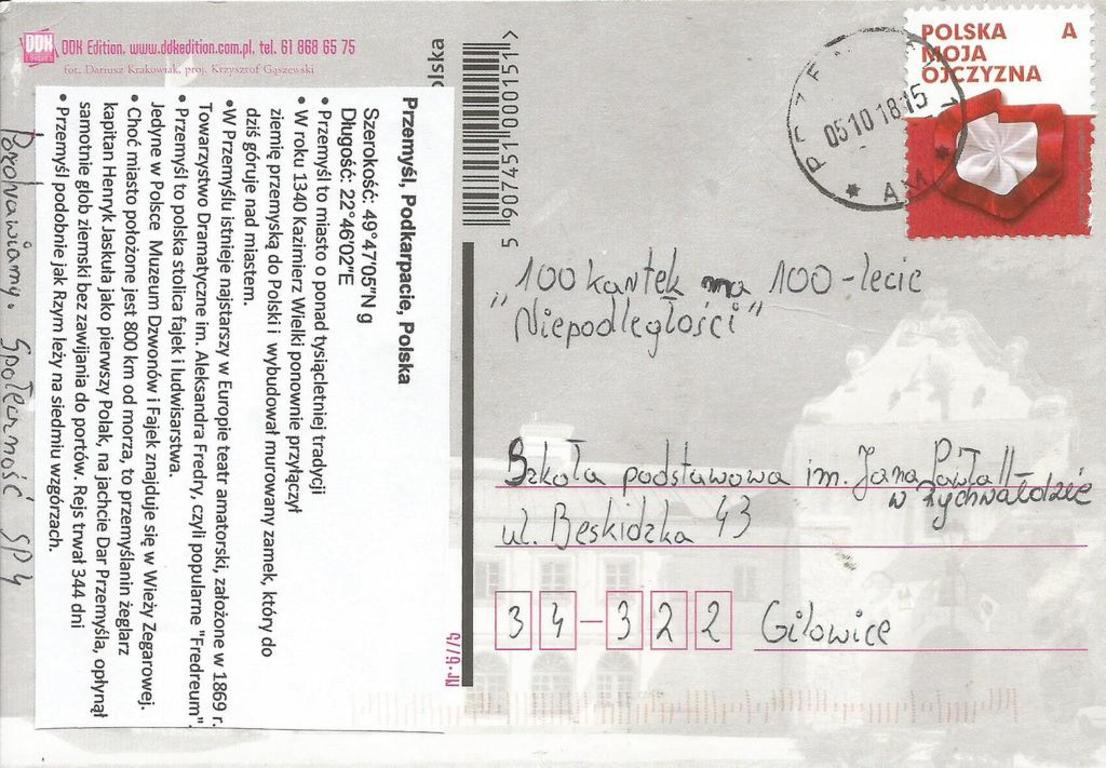 DDK Edition. www.ddkedition.com.pl, tel. 61 868 65 75
fot. Dariusz Krakowiak, proj. Krzysztof Gąszewski
POLSKA A
MOJA
OJCZYZNA
05 10 18 15
5 907451 000151 >
Przemyśl, Podkarpacie, Polska
Szerokość: 49°47'05"N g
Długość: 22°46'02"E
• Przemyśl to miasto o ponad tysiącletniej tradycji
• W roku 1340 Kazimierz Wielki ponownie przyłączył
ziemię przemyską do Polski i wybudował murowany zamek, który do
dziś góruje nad miastem.
•W Przemyślu istnieje najstarszy w Europie teatr amatorski, założone w 1869 r.
Towarzystwo Dramatyczne im. Aleksandra Fredry, czyli popularne "Fredreum".
• Przemyśl to polska stolica fajek i ludwisarstwa.
Jedyne w Polsce Muzeum Dzwonów i Fajek znajduje się w Wieży Zegarowej.
• Choć miasto położone jest 800 km od morza, to przemyślanin żeglarz
kapitan Henryk Jaskuła jako pierwszy Polak, na jachcie Dar Przemyśla, opłynął
samotnie glob ziemski bez zawijania do portów. Rejs trwał 344 dni
• Przemyśl podobnie jak Rzym leży na siedmiu wzgórzach.
Pozdrawiamy. Społeczność SP4
100 kartek na 100-lecie
"Niepodległości"
Szkoła podstawowa im. Jana Pawła II
w Rychwałdzie
ul. Beskidzka 43
34-322 Gilowice